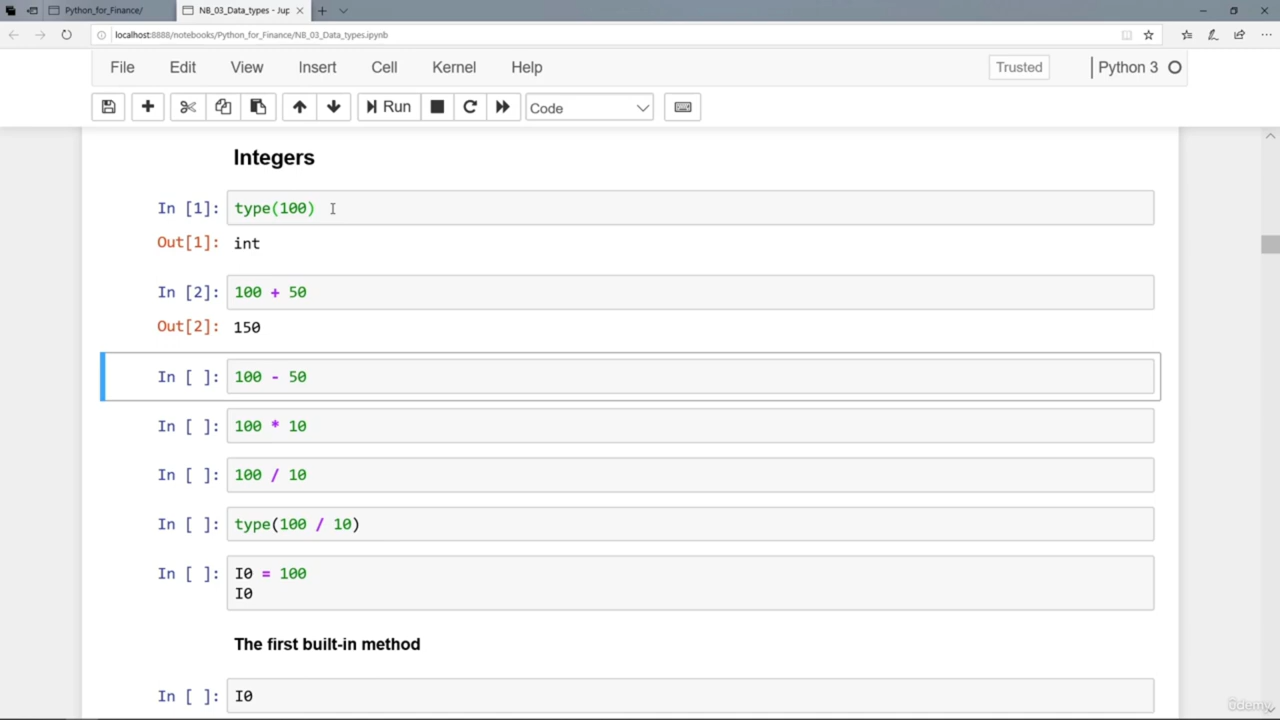 Python_for_Finance/
NB_03_Data_types - Jup
localhost:8888/notebooks/Python_for_Finance/NB_03_Data_types.ipynb
File Edit View Insert Cell Kernel Help
Trusted
Python 3
Run
Code
Integers
In [1]: type(100)
Out[1]: int
In [2]: 100 + 50
Out[2]: 150
In [ ]: 100 - 50
In [ ]: 100 * 10
In [ ]: 100 / 10
In [ ]: type(100 / 10)
In [ ]: I0 = 100
I0
The first built-in method
In [ ]: I0
Udemy